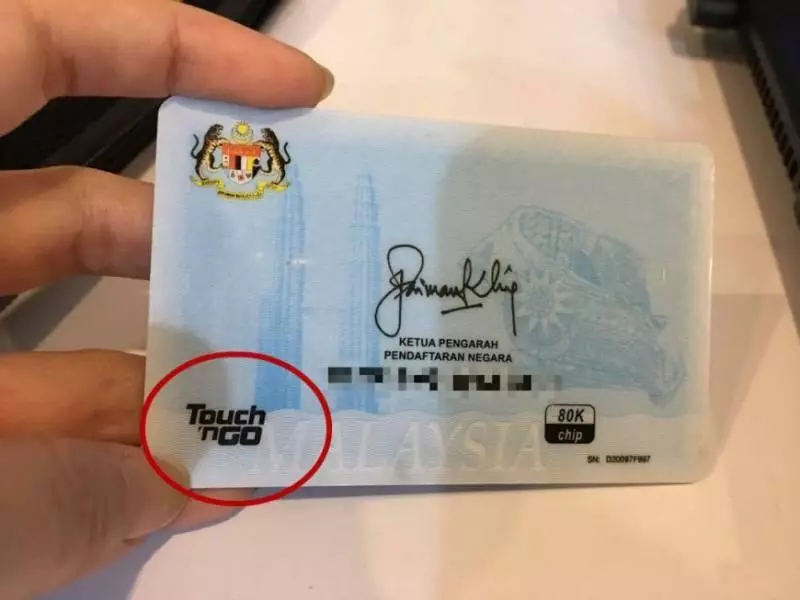 KETUA PENGARAH
PENDAFTARAN NEGARA
Touch
'nGO
80K
chip
MALAYSIA
SN: D20097F997